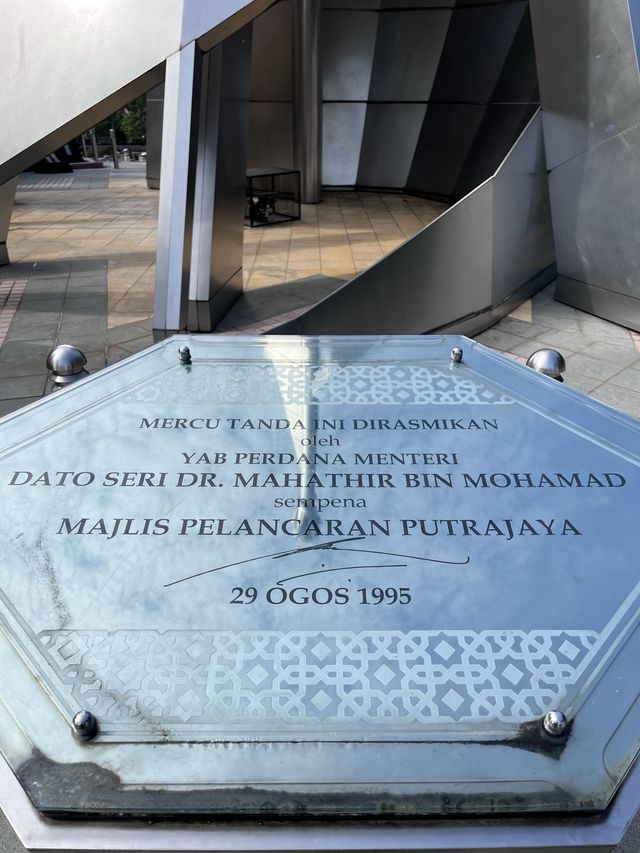 MERCU TANDA INI DIRASMIKAN
oleh
YAB PERDANA MENTERI
DATO SERI DR. MAHATHIR BIN MOHAMAD
sempena
MAJLIS PELANCARAN PUTRAJAYA
29 OGOS 1995